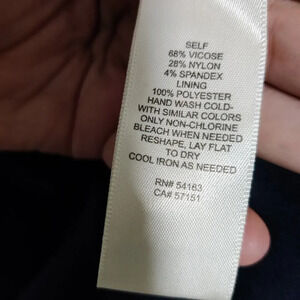 SELF
68% VICOSE
28% NYLON
4% SPANDEX
LINING
100% POLYESTER
HAND WASH COLD-
WITH SIMILAR COLORS
ONLY NON-CHLORINE
BLEACH WHEN NEEDED
RESHAPE, LAY FLAT
TO DRY
COOL IRON AS NEEDED
RN# 54163
CA# 57151